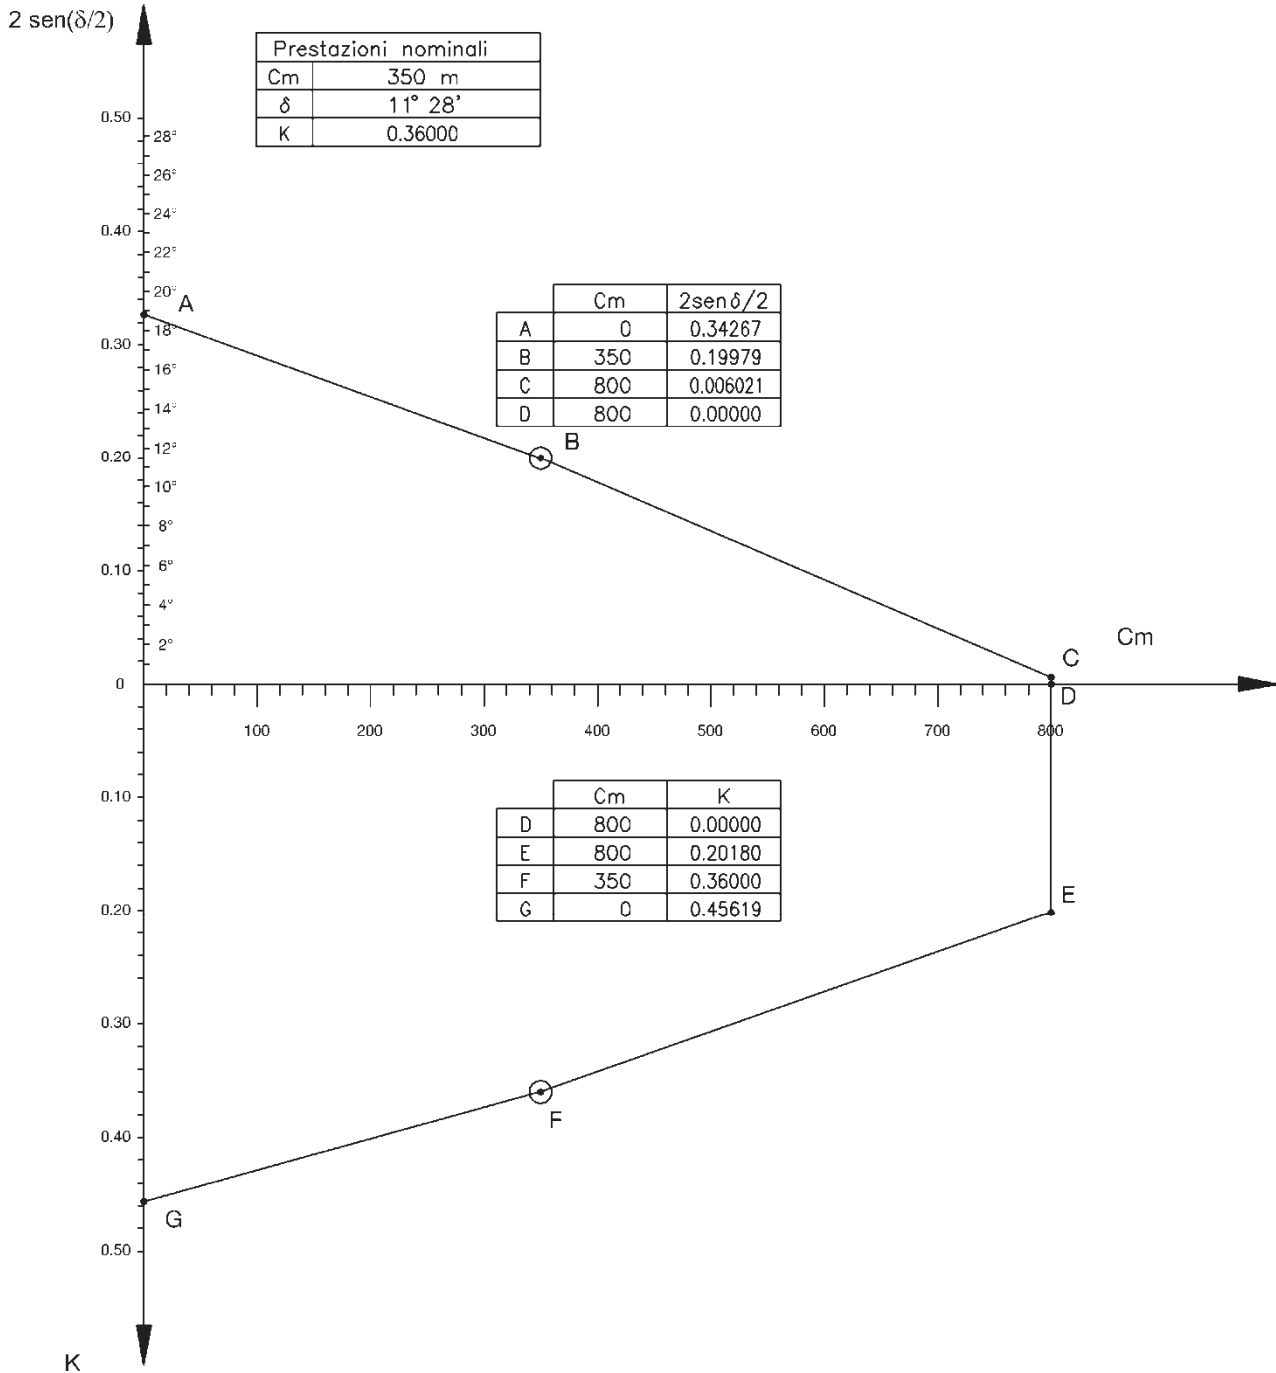 2 sen(δ/2)
Prestazioni nominali
Cm 350 m
δ 11° 28'
K 0.36000
0.50
28°
26°
24°
0.40
22°
20°
A
18°
0.30
16°
14°
12°
0.20
10°
8°
6°
0.10
4°
2°
0
Cm 2senδ/2
A 0 0.34267
B 350 0.19979
C 800 0.006021
D 800 0.00000
B
C
Cm
D
100 200 300 400 500 600 700 800
0.10
Cm K
D 800 0.00000
E 800 0.20180
F 350 0.36000
G 0 0.45619
E
0.20
0.30
F
0.40
G
0.50
K